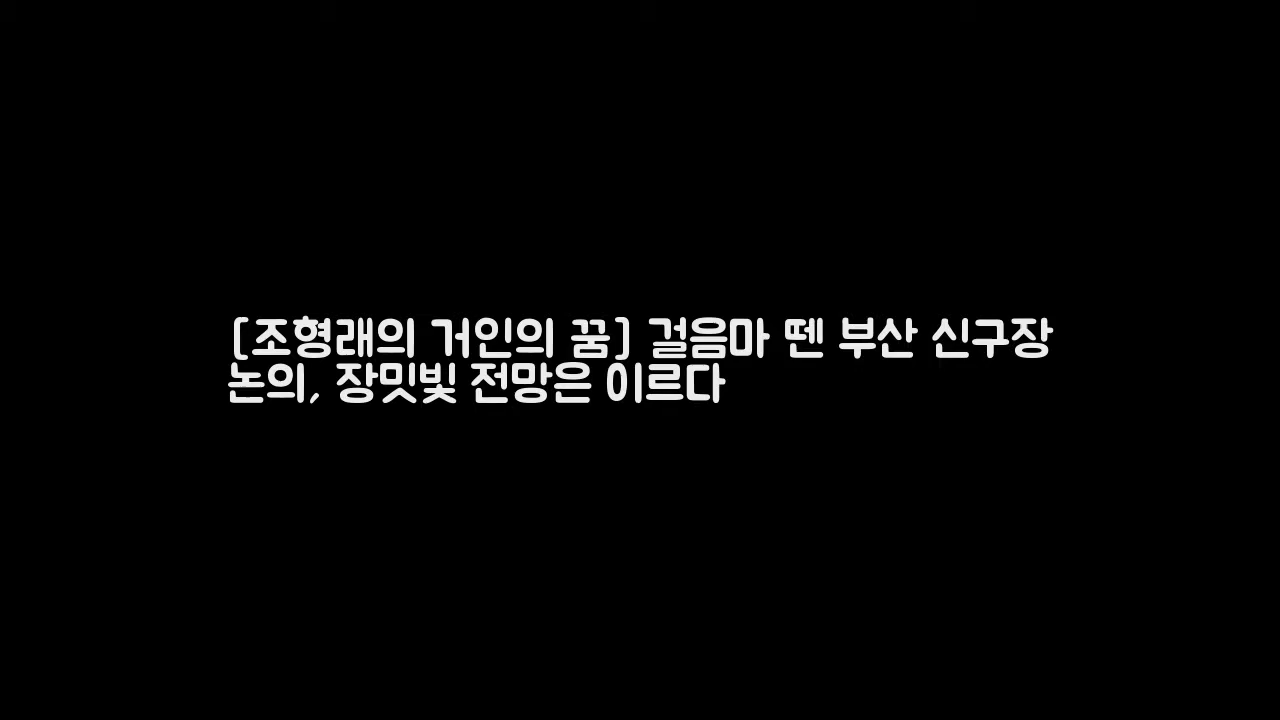 [조형래의 거인의 꿈] 걸음마 뗀 부산 신구장
논의, 장밋빛 전망은 이르다